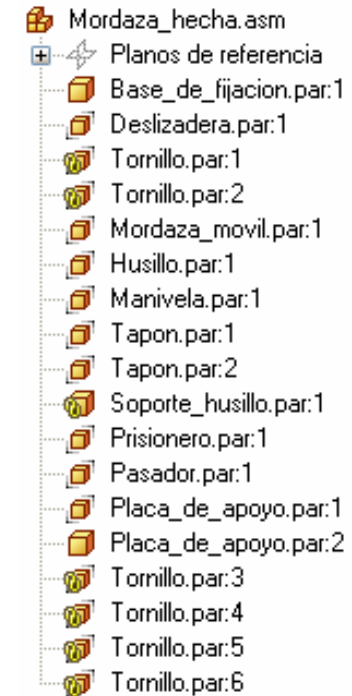 Mordaza_hecha.asm
Planos de referencia
Base_de_fijacion.par:1
Deslizadera.par:1
Tornillo.par:1
Tornillo.par:2
Mordaza_movil.par:1
Husillo.par:1
Manivela.par:1
Tapon.par:1
Tapon.par:2
Soporte_husillo.par:1
Prisionero.par:1
Pasador.par:1
Placa_de_apoyo.par:1
Placa_de_apoyo.par:2
Tornillo.par:3
Tornillo.par:4
Tornillo.par:5
Tornillo.par:6